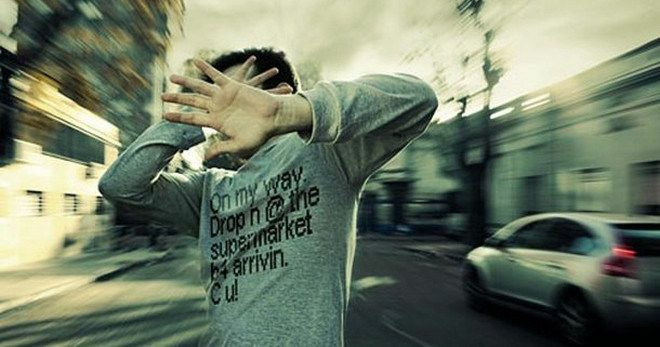 On my way.
Drop'n @ the
supermarket
b4 arrivin.
C u!